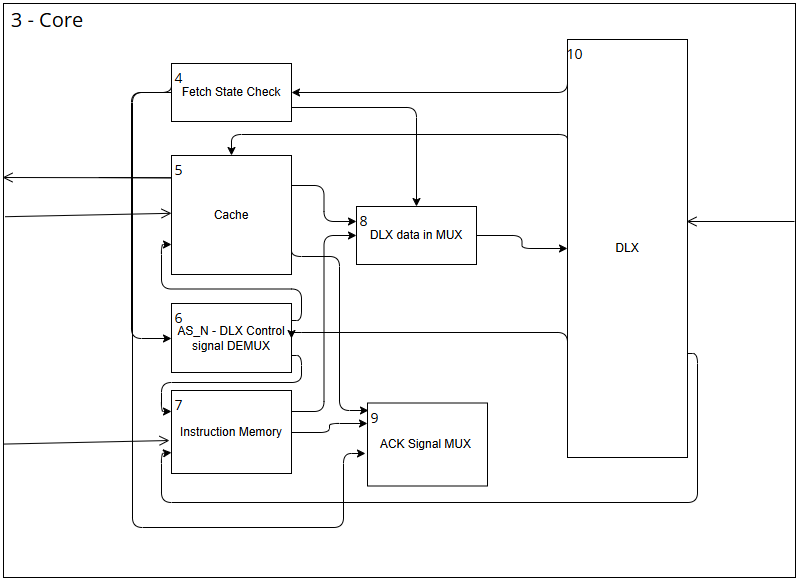 3 - Core
10
4
Fetch State Check
5
Cache
8
DLX data in MUX
DLX
6
AS_N - DLX Control
signal DEMUX
7
Instruction Memory
9
ACK Signal MUX